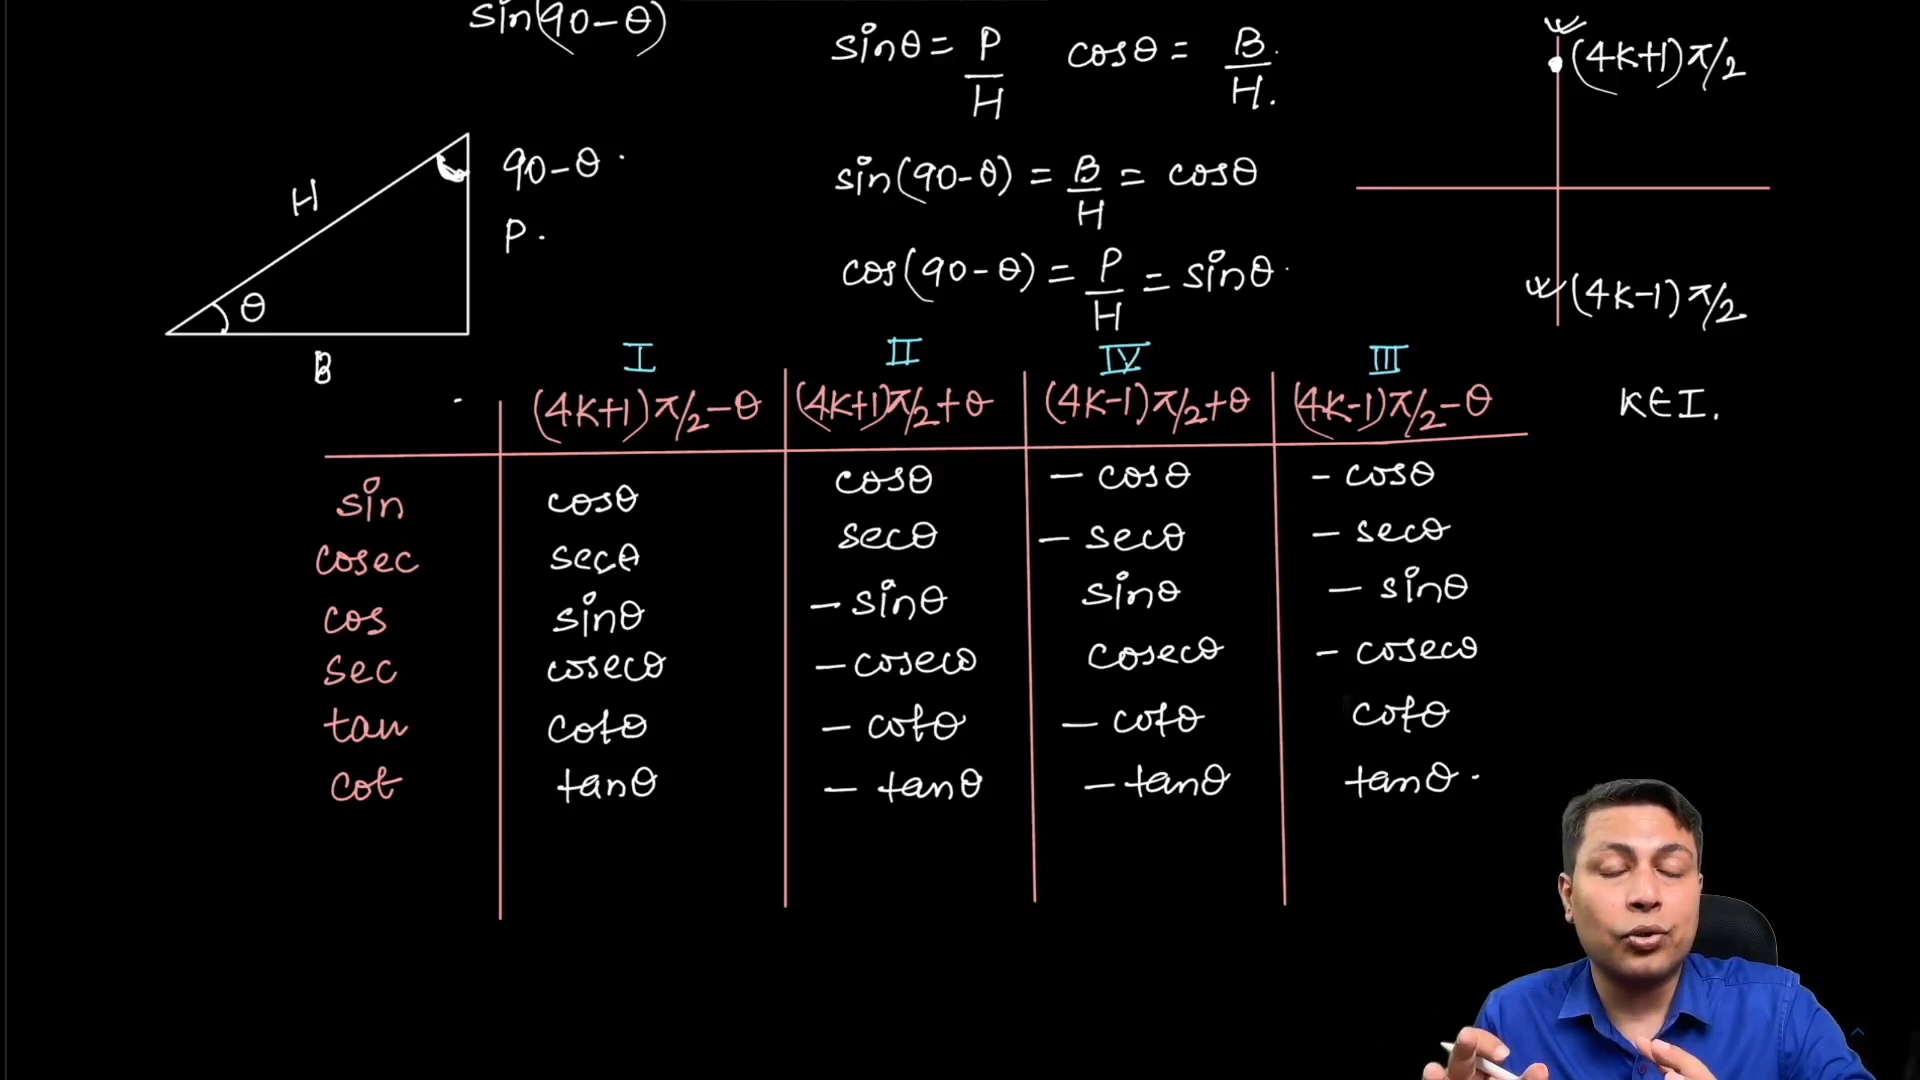 sin(90-θ)
sinθ = P/H cosθ = B/H.
(4k+1)π/2
H
90-θ.
P.
θ
B
sin(90-θ) = B/H = cosθ
cos(90-θ) = P/H = sinθ.
(4k-1)π/2
I II IV III
(4k+1)π/2-θ (4k+1)π/2+θ (4k-1)π/2+θ (4k-1)π/2-θ k∈I.
sin cosθ cosθ - cosθ - cosθ
cosec secθ secθ - secθ - secθ
cos sinθ - sinθ sinθ - sinθ
sec cosecθ - cosecθ cosecθ - cosecθ
tan cotθ - cotθ - cotθ cotθ
cot tanθ - tanθ - tanθ tanθ.